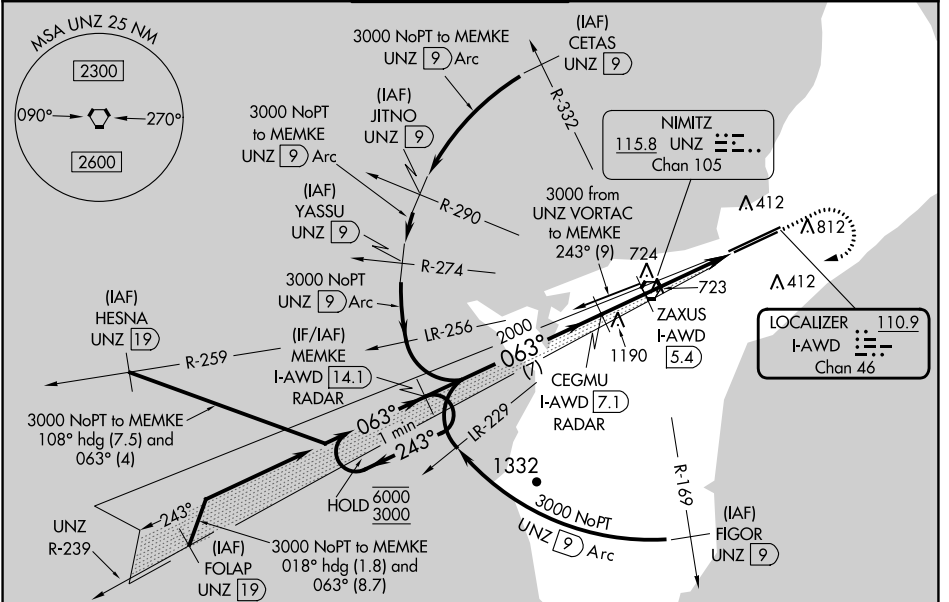 MSA UNZ 25 NM
2300
090°
270°
2600
3000 NoPT to MEMKE
UNZ 9 Arc
(IAF)
CETAS
UNZ 9
R-332
(IAF)
JITNO
UNZ 9
3000 NoPT
to MEMKE
UNZ 9 Arc
R-290
(IAF)
YASSU
UNZ 9
R-274
3000 NoPT
UNZ 9 Arc
NIMITZ
115.8 UNZ
Chan 105
3000 from
UNZ VORTAC
to MEMKE
243° (9)
412
812
412
724
723
ZAXUS
I-AWD
5.4
1190
CEGMU
I-AWD 7.1
RADAR
LOCALIZER 110.9
I-AWD
Chan 46
(IAF)
HESNA
UNZ 19
R-259
LR-256
2000
063°
(7)
(IF/IAF)
MEMKE
I-AWD 14.1
RADAR
3000 NoPT to MEMKE
108° hdg (7.5) and
063° (4)
063°
1 min
243°
LR-229
HOLD 6000
3000
1332
3000 NoPT
UNZ 9 Arc
R-169
(IAF)
FIGOR
UNZ 9
243°
UNZ
R-239
(IAF)
FOLAP
UNZ 19
3000 NoPT to MEMKE
018° hdg (1.8) and
063° (8.7)